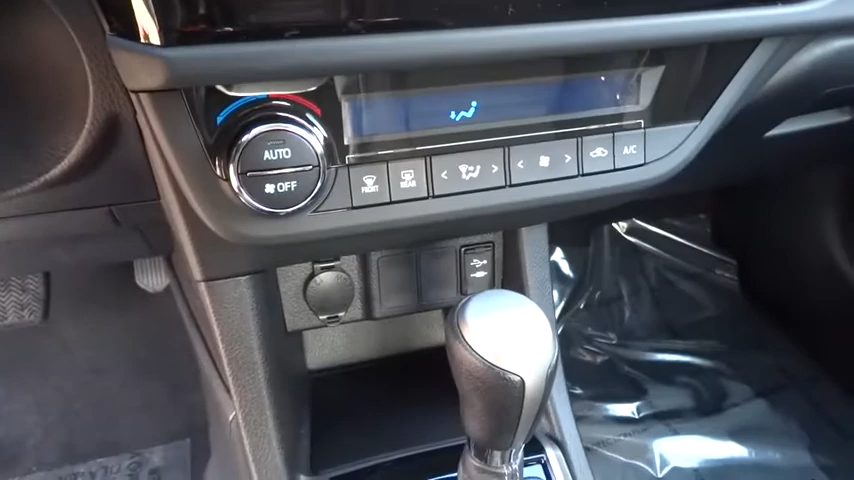 AUTO
OFF
FRONT
REAR
A/C